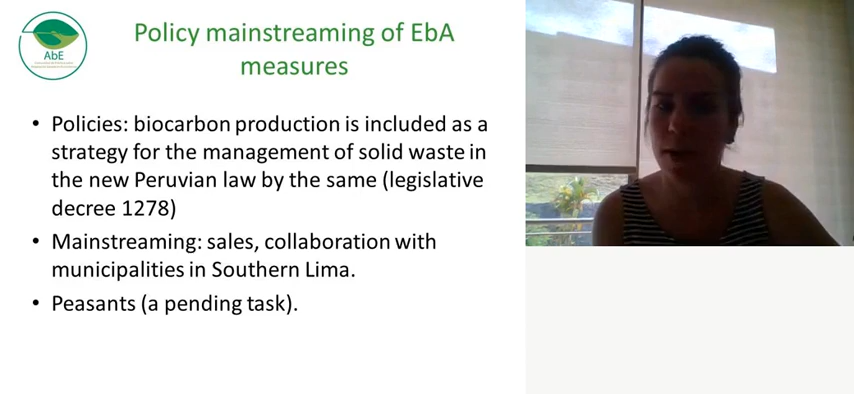 AbE
Policy mainstreaming of EbA
measures
• Policies: biocarbon production is included as a
strategy for the management of solid waste in
the new Peruvian law by the same (legislative
decree 1278)
• Mainstreaming: sales, collaboration with
municipalities in Southern Lima.
• Peasants (a pending task).